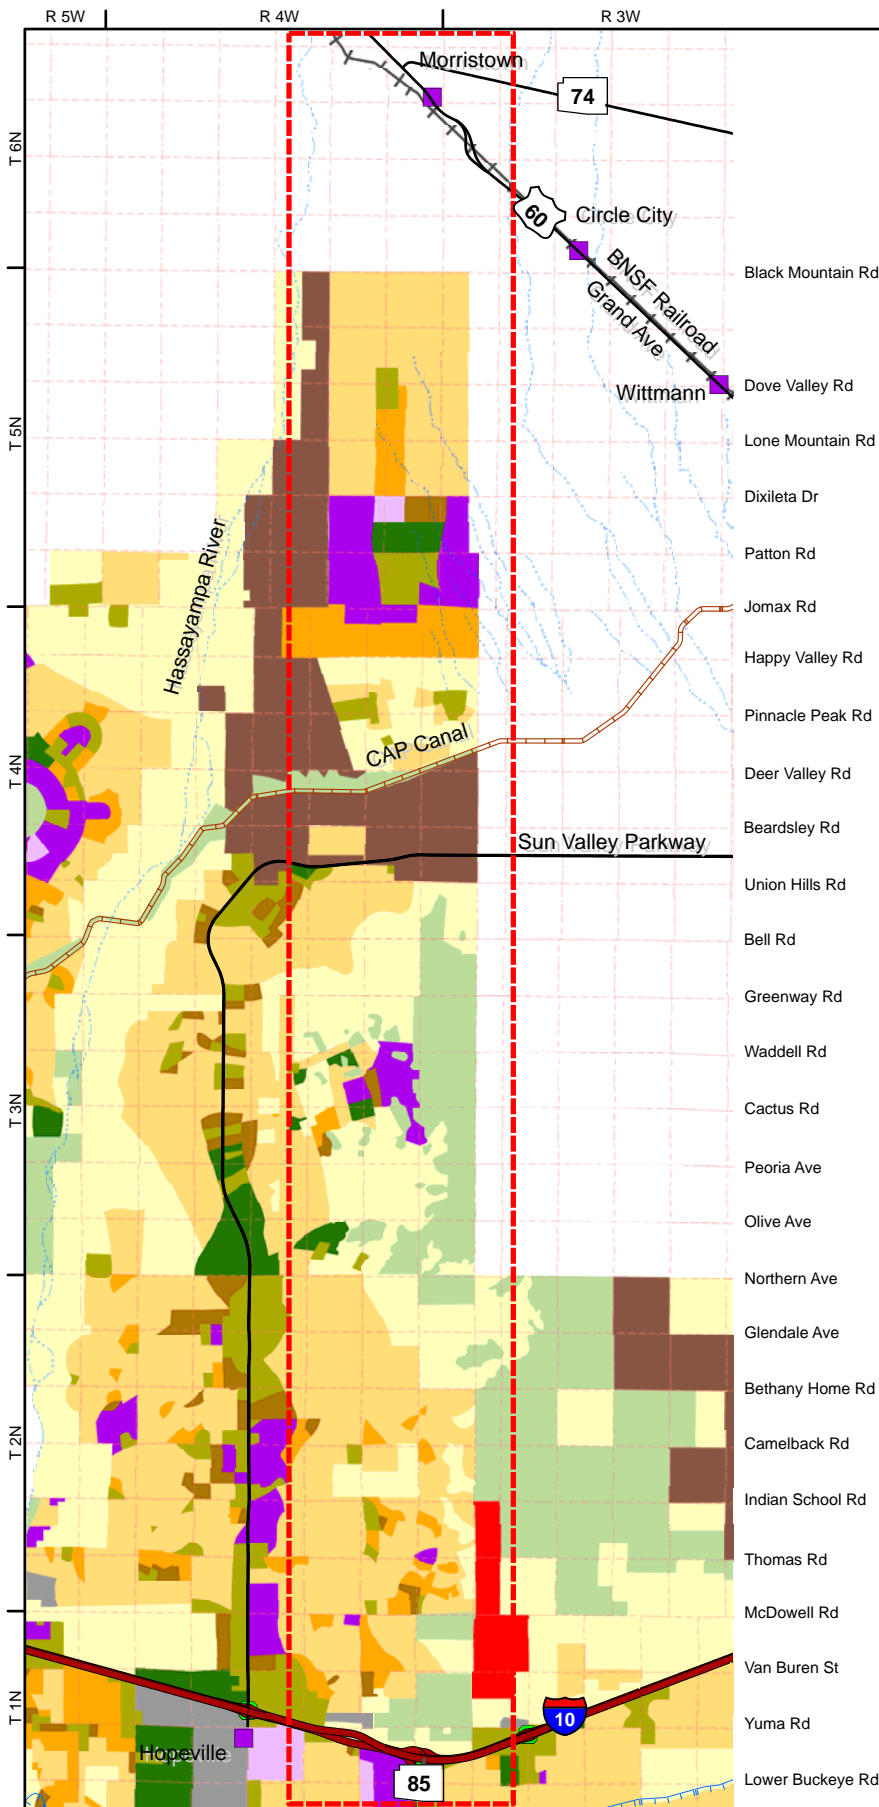 R 5W
R 4W
R 3W
T 6N
T 5N
T 4N
T 3N
T 2N
T 1N
Morristown
74
60
Circle City
BNSF Railroad
Grand Ave
Wittmann
Hassayampa River
CAP Canal
Sun Valley Parkway
Hopeville
10
85
Black Mountain Rd
Dove Valley Rd
Lone Mountain Rd
Dixileta Dr
Patton Rd
Jomax Rd
Happy Valley Rd
Pinnacle Peak Rd
Deer Valley Rd
Beardsley Rd
Union Hills Rd
Bell Rd
Greenway Rd
Waddell Rd
Cactus Rd
Peoria Ave
Olive Ave
Northern Ave
Glendale Ave
Bethany Home Rd
Camelback Rd
Indian School Rd
Thomas Rd
McDowell Rd
Van Buren St
Yuma Rd
Lower Buckeye Rd